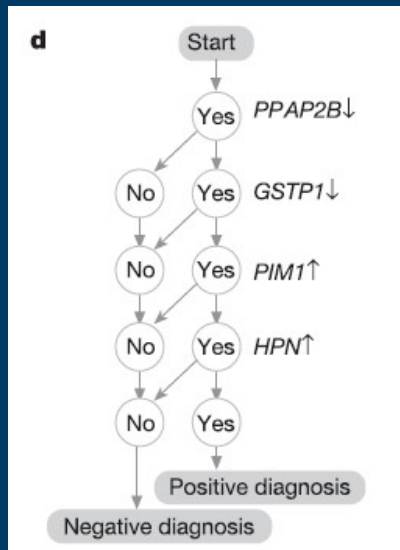 d
Start
Yes PPAP2B↓
No Yes GSTP1↓
No Yes PIM1↑
No Yes HPN↑
No Yes
Positive diagnosis
Negative diagnosis